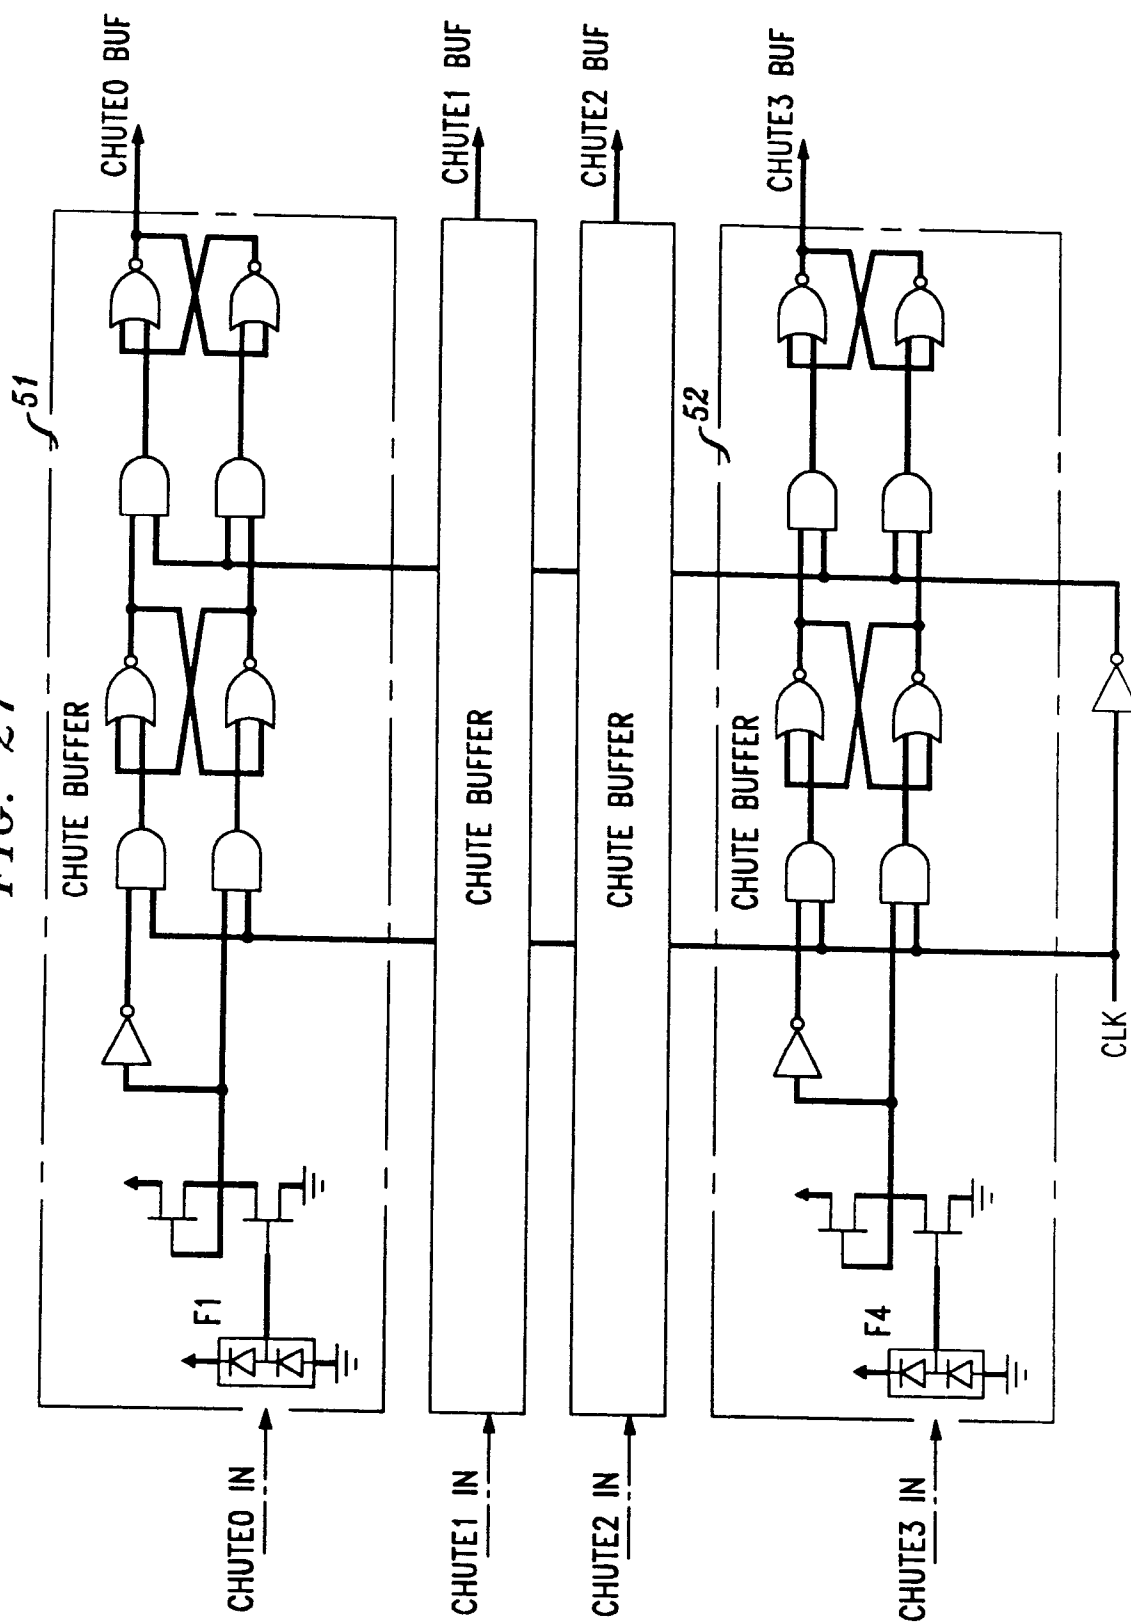 FIG. 27
51
CHUTE BUFFER
F1
CHUTE0 IN
CHUTE0 BUF
CHUTE BUFFER
CHUTE1 IN
CHUTE1 BUF
CHUTE BUFFER
CHUTE2 IN
CHUTE2 BUF
52
CHUTE BUFFER
F4
CHUTE3 IN
CHUTE3 BUF
CLK